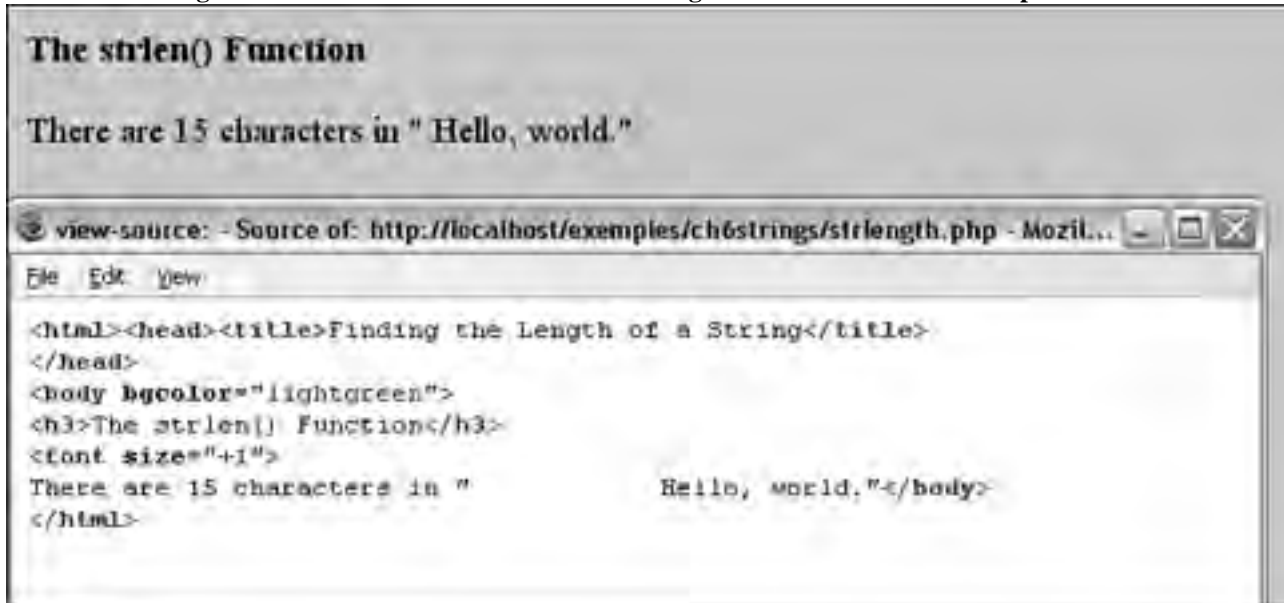 The strlen() Function
There are 15 characters in " Hello, world."
view-source: - Source of: http://localhost/exemples/ch6strings/strlength.php - Mozil...
File Edit View
<html><head><title>Finding the Length of a String</title>
</head>
<body bgcolor="lightgreen">
<h3>The strlen() Function</h3>
<font size="+1">
There are 15 characters in "          Hello, world."</body>
</html>